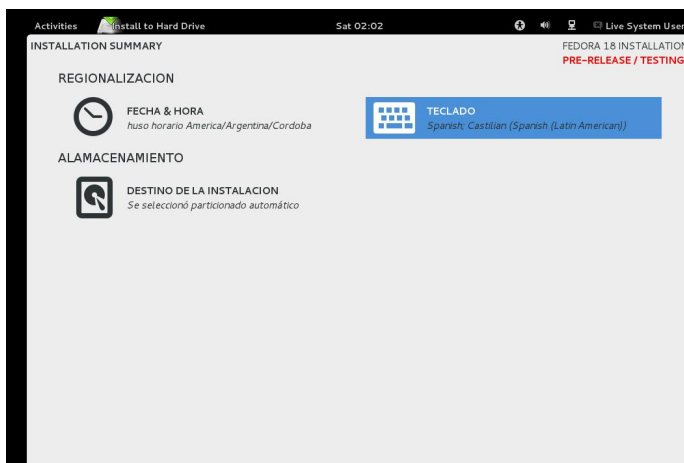 Activities Install to Hard Drive Sat 02:02 Live System User
INSTALLATION SUMMARY FEDORA 18 INSTALLATION
PRE-RELEASE / TESTING
REGIONALIZACION
FECHA & HORA
huso horario America/Argentina/Cordoba
TECLADO
Spanish; Castilian (Spanish (Latin American))
ALAMACENAMIENTO
DESTINO DE LA INSTALACION
Se seleccionó particionado automático